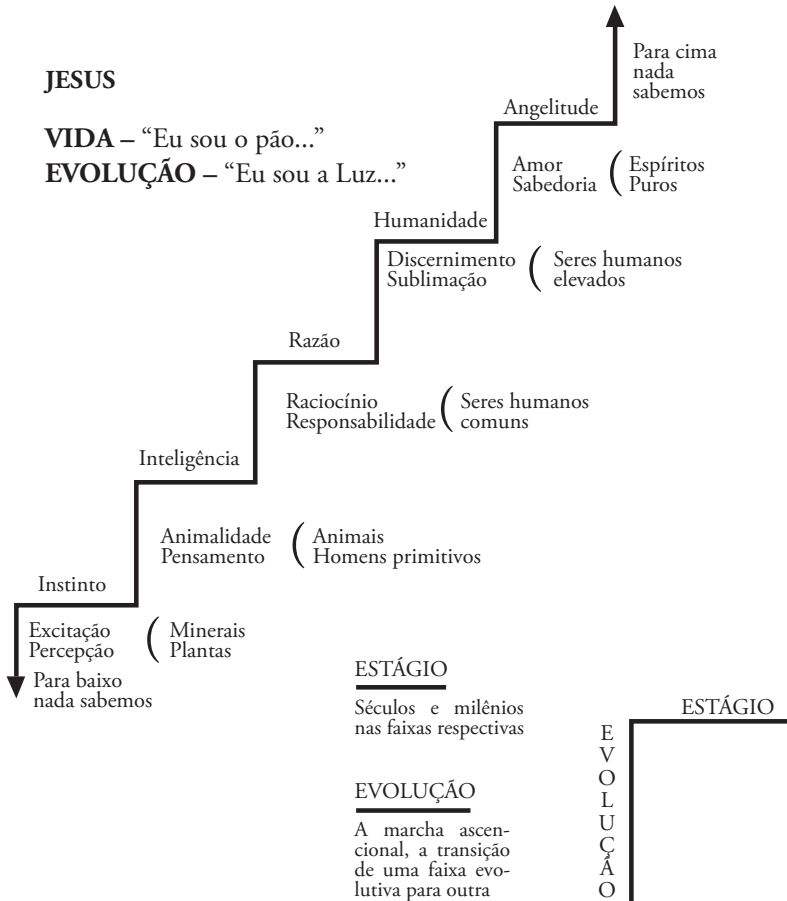 JESUS
VIDA – “Eu sou o pão...”
EVOLUÇÃO – “Eu sou a Luz...”
Para cima
nada
sabemos
Angelitude
Amor
Sabedoria
( Espíritos
Puros
Humanidade
Discernimento
Sublimação
( Seres humanos
elevados
Razão
Raciocínio
Responsabilidade
( Seres humanos
comuns
Inteligência
Animalidade
Pensamento
( Animais
Homens primitivos
Instinto
Excitação
Percepção
( Minerais
Plantas
Para baixo
nada sabemos
ESTÁGIO
Séculos e milênios
nas faixas respectivas
EVOLUÇÃO
A marcha ascen-
cional, a transição
de uma faixa evo-
lutiva para outra
ESTÁGIO
E
V
O
L
U
Ç
Ã
O